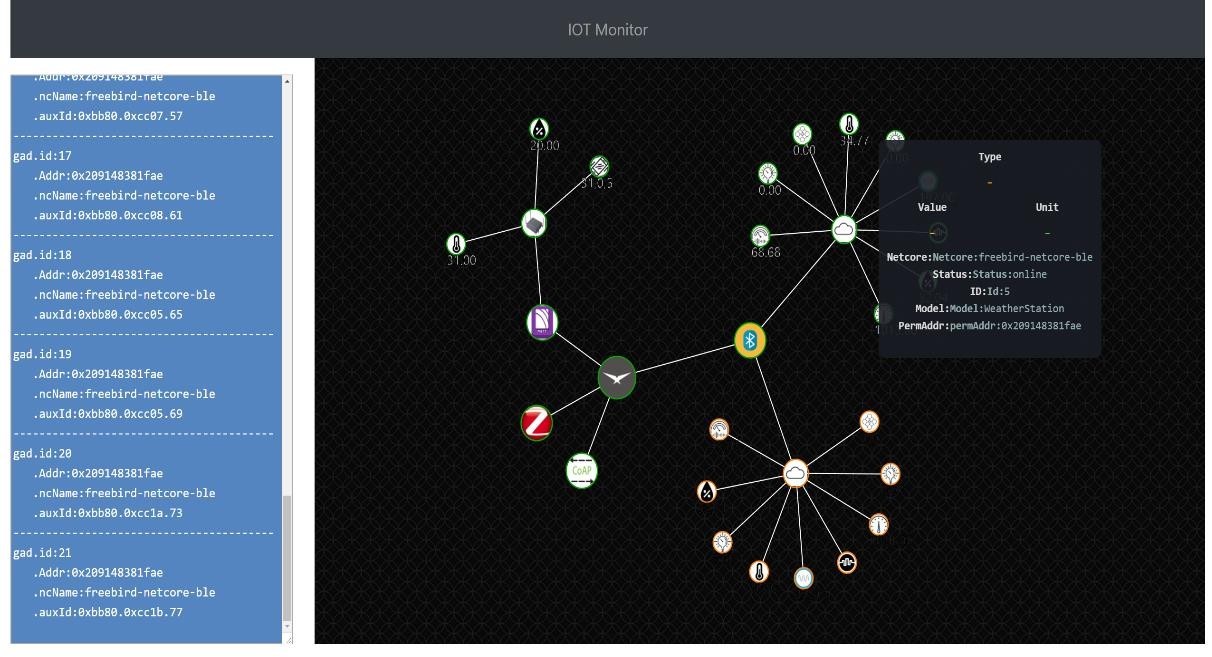 IOT Monitor
.Addr:0x209148381fae
.ncName:freebird-netcore-ble
.auxId:0xbb80.0xcc07.57
gad.id:17
.Addr:0x209148381fae
.ncName:freebird-netcore-ble
.auxId:0xbb80.0xcc08.61
gad.id:18
.Addr:0x209148381fae
.ncName:freebird-netcore-ble
.auxId:0xbb80.0xcc05.65
gad.id:19
.Addr:0x209148381fae
.ncName:freebird-netcore-ble
.auxId:0xbb80.0xcc05.69
gad.id:20
.Addr:0x209148381fae
.ncName:freebird-netcore-ble
.auxId:0xbb80.0xcc1a.73
gad.id:21
.Addr:0x209148381fae
.ncName:freebird-netcore-ble
.auxId:0xbb80.0xcc1b.77
20.00
31.00
0.00
34.77
0.00
68.68
CoAP
Type
-
Value Unit
- -
Netcore:Netcore:freebird-netcore-ble
Status:Status:online
ID:Id:5
Model:Model:WeatherStation
PermAddr:permAddr:0x209148381fae